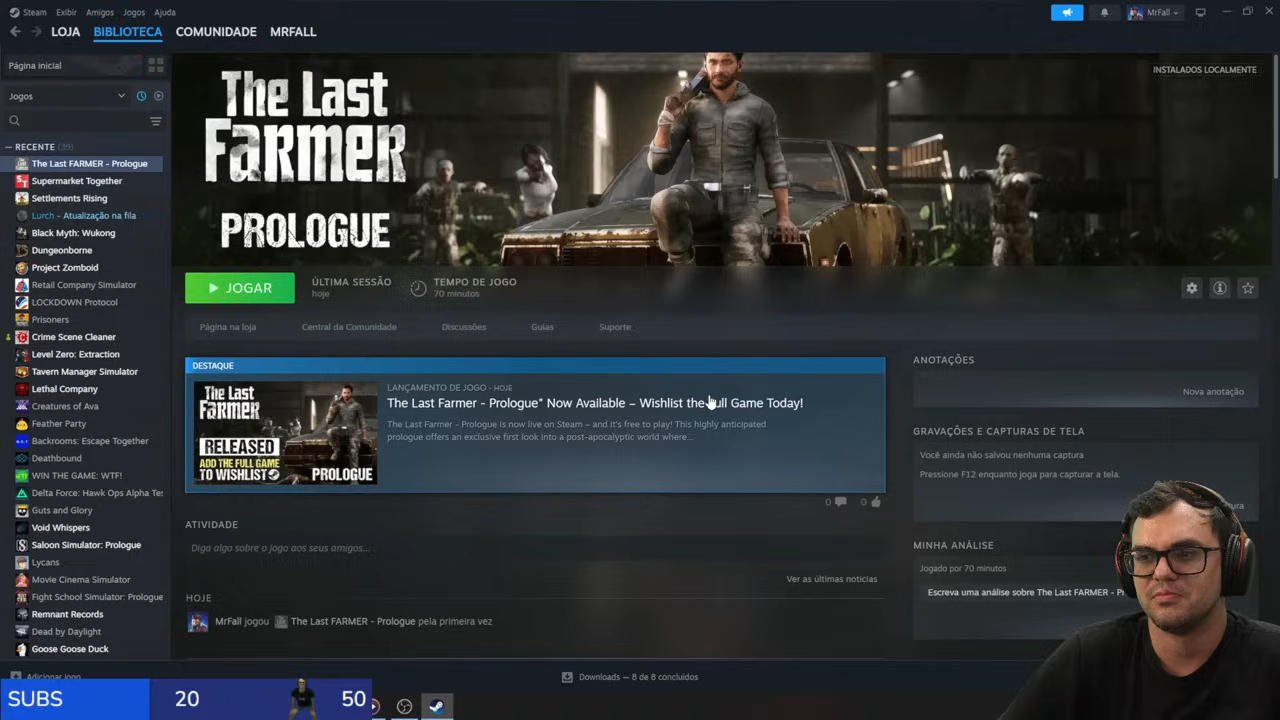 Steam Exibir Amigos Jogos Ajuda
MrFall
LOJA BIBLIOTECA COMUNIDADE MRFALL
Página inicial
Jogos
RECENTE (39)
The Last FARMER - Prologue
Supermarket Together
Settlements Rising
Lurch - Atualização na fila
Black Myth: Wukong
Dungeonborne
Project Zomboid
Retail Company Simulator
LOCKDOWN Protocol
Prisoners
Crime Scene Cleaner
Level Zero: Extraction
Tavern Manager Simulator
Lethal Company
Creatures of Ava
Feather Party
Backrooms: Escape Together
Deathbound
WIN THE GAME: WTF!
Delta Force: Hawk Ops Alpha Tes
Guts and Glory
Void Whispers
Saloon Simulator: Prologue
Lycans
Movie Cinema Simulator
Fight School Simulator: Prologue
Remnant Records
Dead by Daylight
Goose Goose Duck
Adicionar jogo
The Last
FARMER
PROLOGUE
INSTALADOS LOCALMENTE
JOGAR
ÚLTIMA SESSÃO
hoje
TEMPO DE JOGO
70 minutos
Página na loja Central da Comunidade Discussões Guias Suporte
DESTAQUE
The Last
FARMER
RELEASED
ADD THE FULL GAME
TO WISHLIST
PROLOGUE
LANÇAMENTO DE JOGO - HOJE
The Last Farmer - Prologue" Now Available – Wishlist the Full Game Today!
The Last Farmer - Prologue is now live on Steam – and it's free to play! This highly anticipated
prologue offers an exclusive first look into a post-apocalyptic world where...
0 0
ATIVIDADE
Diga algo sobre o jogo aos seus amigos...
Ver as últimas notícias
HOJE
MrFall jogou The Last FARMER - Prologue pela primeira vez
ANOTAÇÕES
Nova anotação
GRAVAÇÕES E CAPTURAS DE TELA
Você ainda não salvou nenhuma captura
Pressione F12 enquanto joga para capturar a tela.
MINHA ANÁLISE
Jogado por 70 minutos
Escreva uma análise sobre The Last FARMER - Pr
Downloads — 8 de 8 concluídos
SUBS 20 50